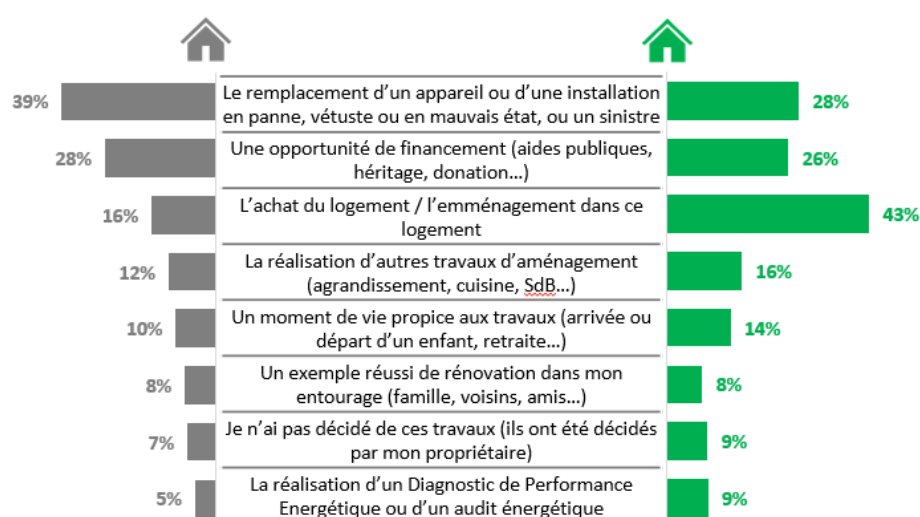 39%
Le remplacement d’un appareil ou d’une installation
en panne, vétuste ou en mauvais état, ou un sinistre
28%
28%
Une opportunité de financement (aides publiques,
héritage, donation...)
26%
16%
L’achat du logement / l’emménagement dans ce
logement
43%
12%
La réalisation d’autres travaux d’aménagement
(agrandissement, cuisine, SdB...)
16%
10%
Un moment de vie propice aux travaux (arrivée ou
départ d’un enfant, retraite...)
14%
8%
Un exemple réussi de rénovation dans mon
entourage (famille, voisins, amis...)
8%
7%
Je n’ai pas décidé de ces travaux (ils ont été décidés
par mon propriétaire)
9%
5%
La réalisation d’un Diagnostic de Performance
Energétique ou d’un audit énergétique
9%